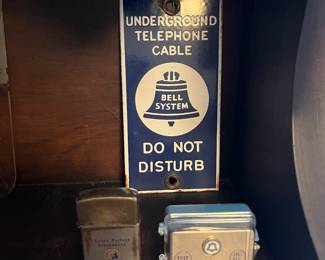 UNDERGROUND
TELEPHONE
CABLE
BELL
SYSTEM
DO NOT
DISTURB